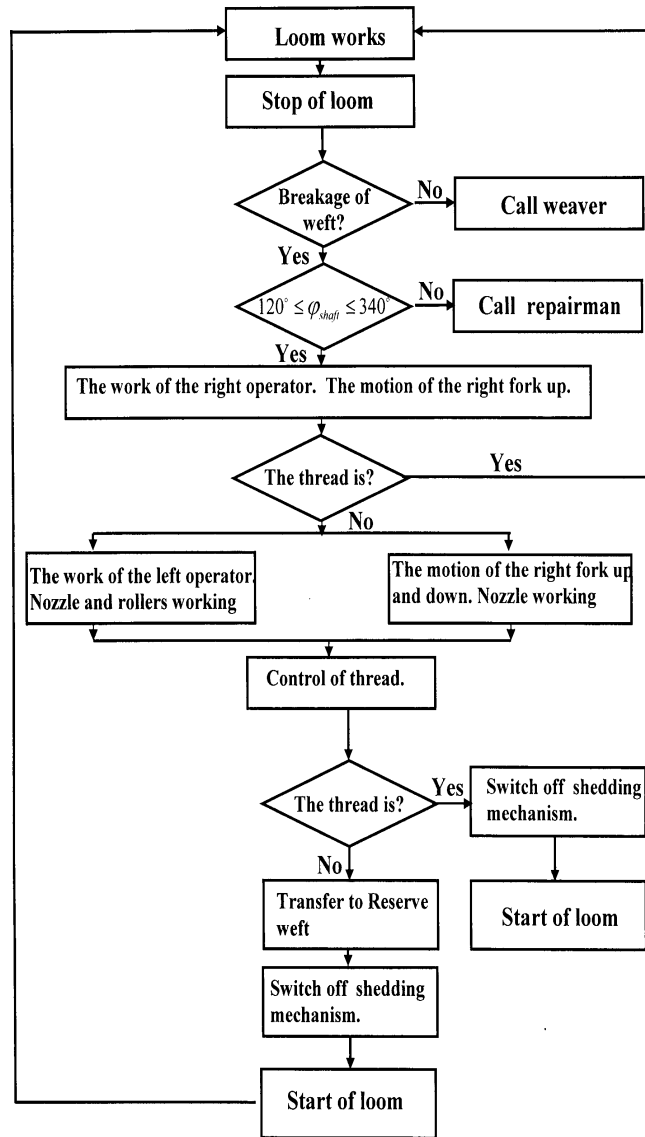 Loom works
Stop of loom
Breakage of
weft?
No
Call weaver
Yes
120° ≤ φ shaft ≤ 340°
No
Call repairman
Yes
The work of the right operator. The motion of the right fork up.
The thread is?
Yes
No
The work of the left operator.
Nozzle and rollers working
The motion of the right fork up
and down. Nozzle working
Control of thread.
The thread is?
Yes
Switch off shedding
mechanism.
No
Start of loom
Transfer to Reserve
weft
Switch off shedding
mechanism.
Start of loom